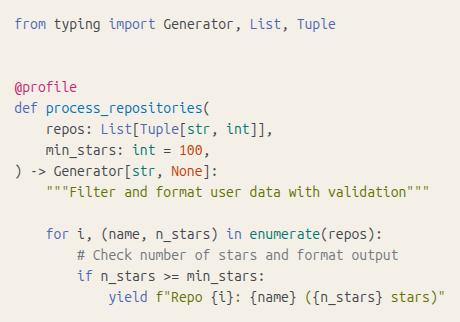 from typing import Generator, List, Tuple


@profile
def process_repositories(
    repos: List[Tuple[str, int]],
    min_stars: int = 100,
) -> Generator[str, None]:
    """Filter and format user data with validation"""

    for i, (name, n_stars) in enumerate(repos):
        # Check number of stars and format output
        if n_stars >= min_stars:
            yield f"Repo {i}: {name} ({n_stars} stars)"